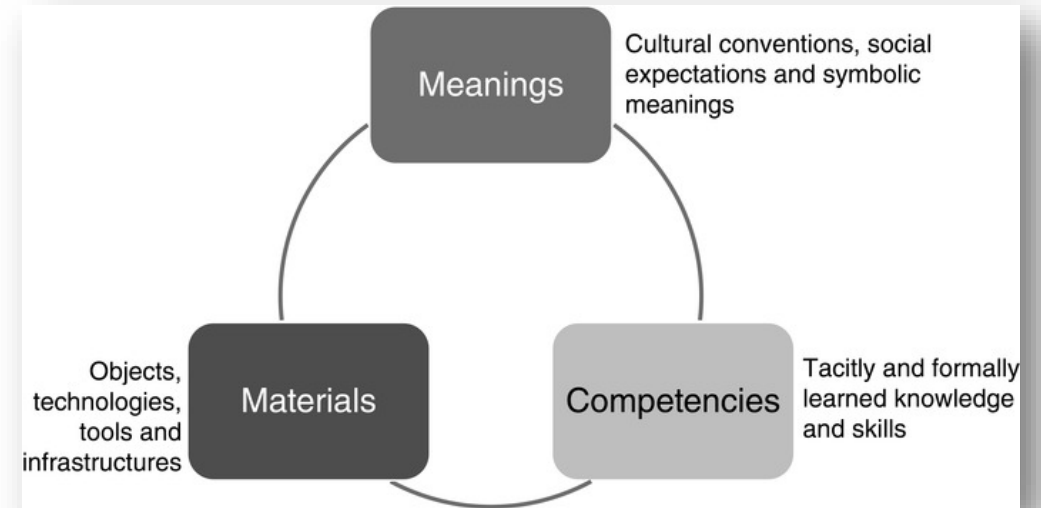 Meanings
Cultural conventions, social
expectations and symbolic
meanings
Objects,
technologies,
tools and
infrastructures
Materials
Competencies
Tacitly and formally
learned knowledge
and skills